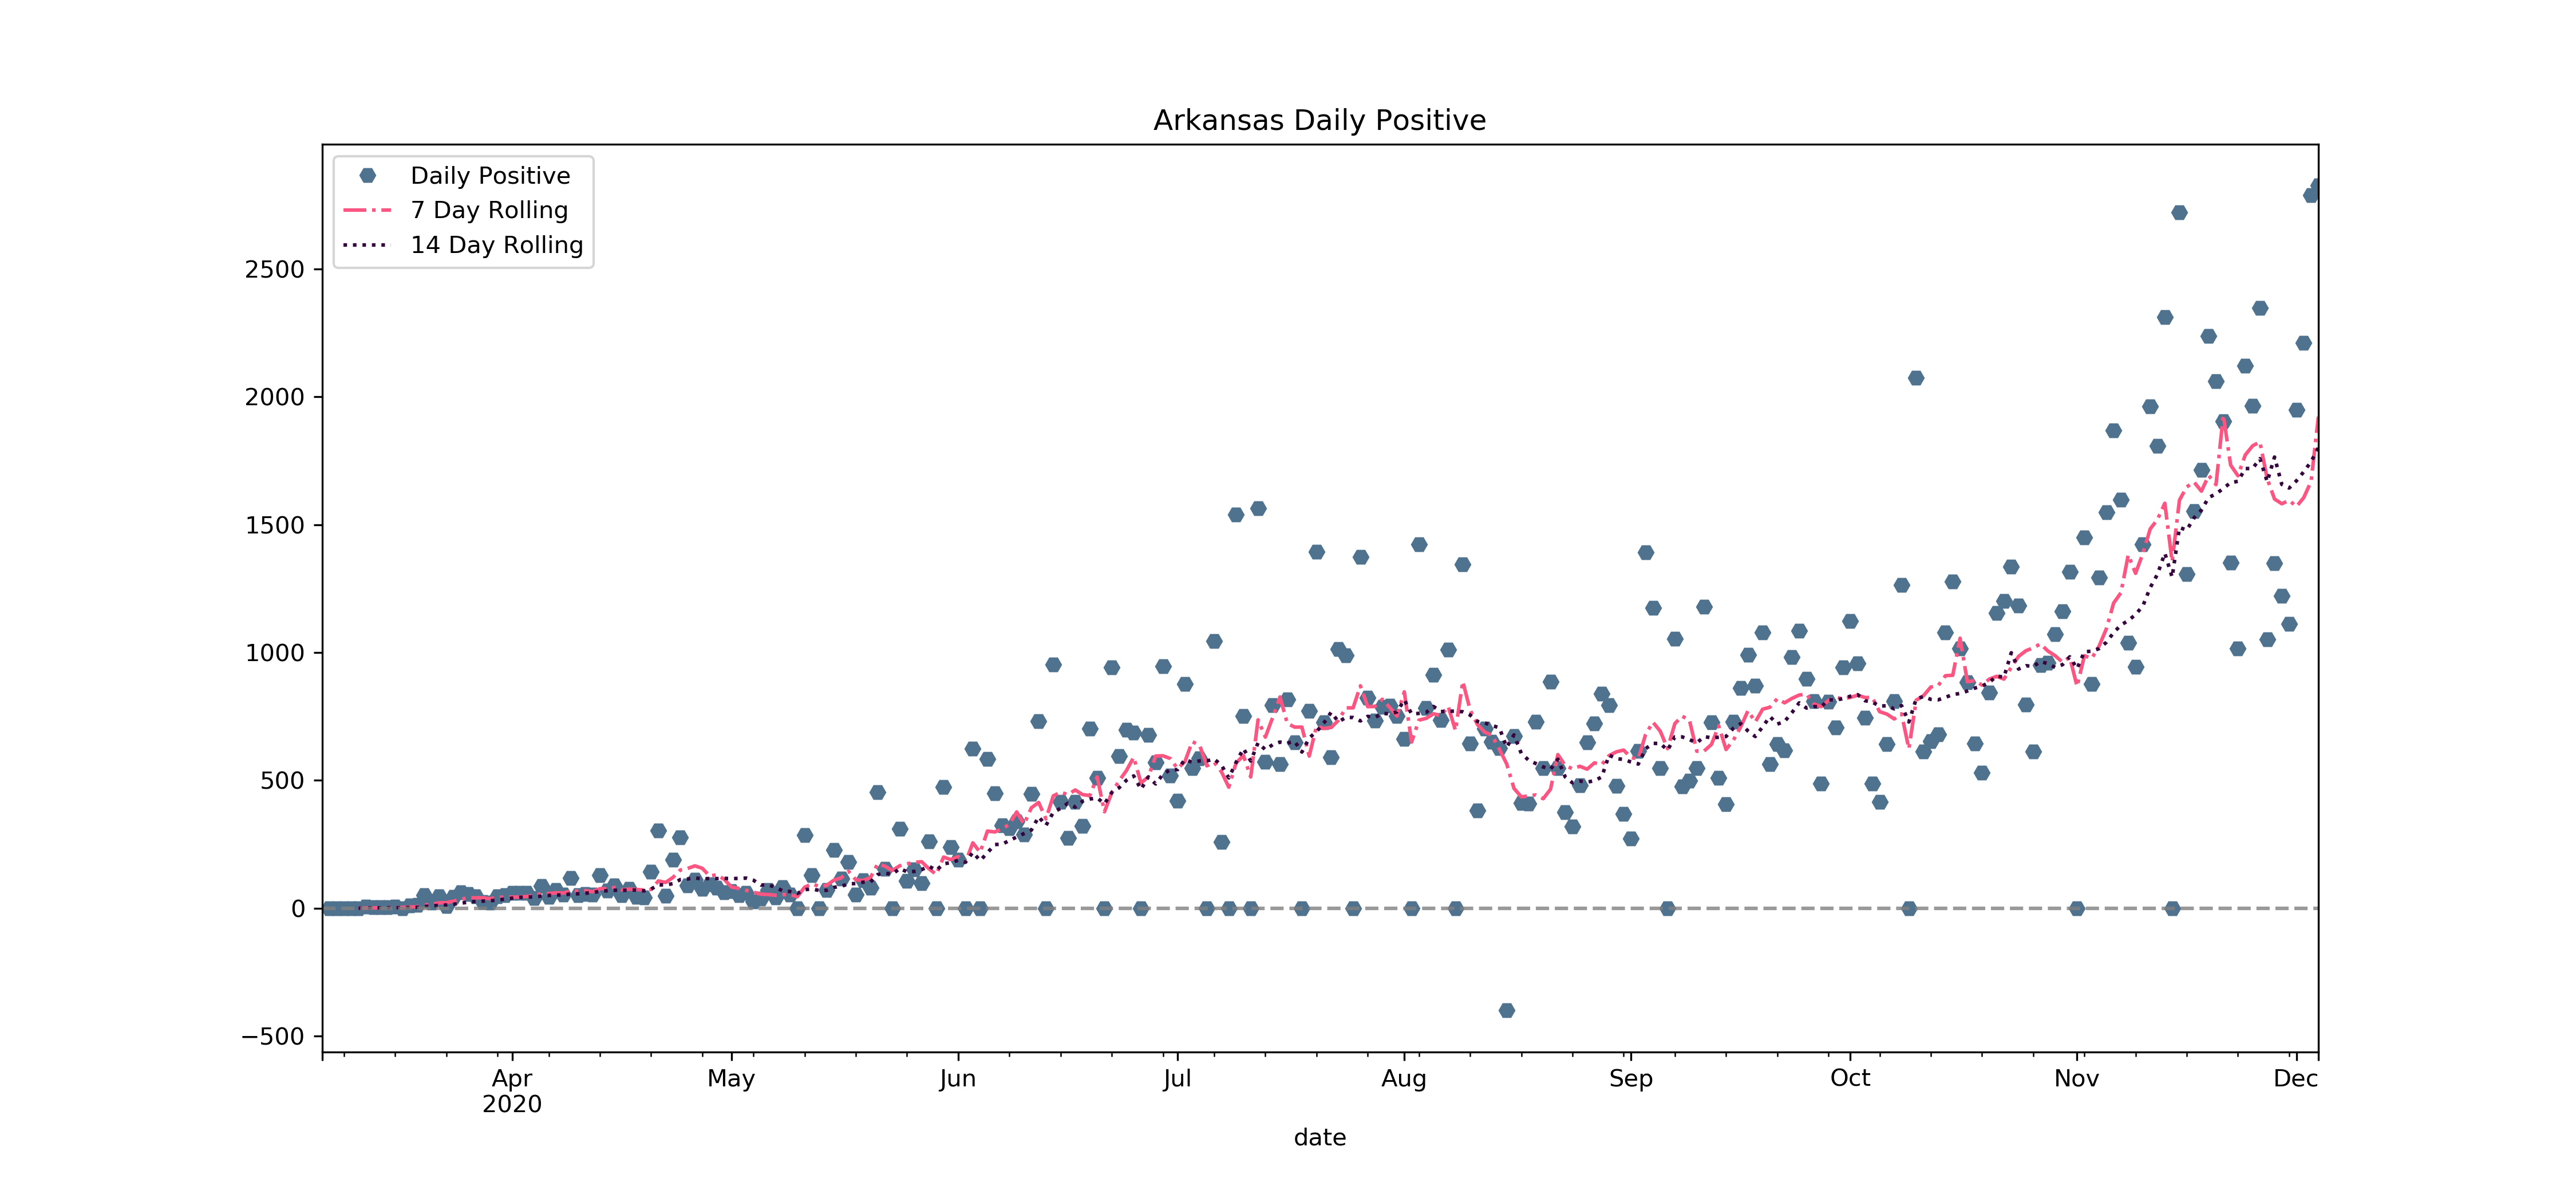 Arkansas Daily Positive
Daily Positive
7 Day Rolling
14 Day Rolling
2500
2000
1500
1000
500
0
−500
Apr May Jun Jul Aug Sep Oct Nov Dec
2020
date